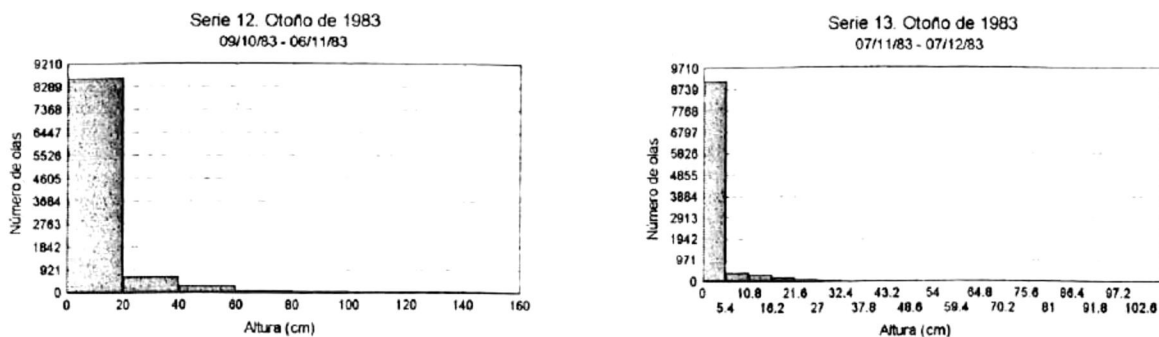 Serie 12. Otoño de 1983
09/10/83 - 06/11/83
9210
8289
7368
6447
5526
4605
3684
2763
1842
921
0
Número de olas
0 20 40 60 80 100 120 140 160
Altura (cm)
Serie 13. Otoño de 1983
07/11/83 - 07/12/83
9710
8739
7768
6797
5826
4855
3884
2913
1942
971
0
Número de olas
0 10.8 21.6 32.4 43.2 54 64.8 75.6 86.4 97.2
5.4 16.2 27 37.8 48.6 59.4 70.2 81 91.8 102.6
Altura (cm)